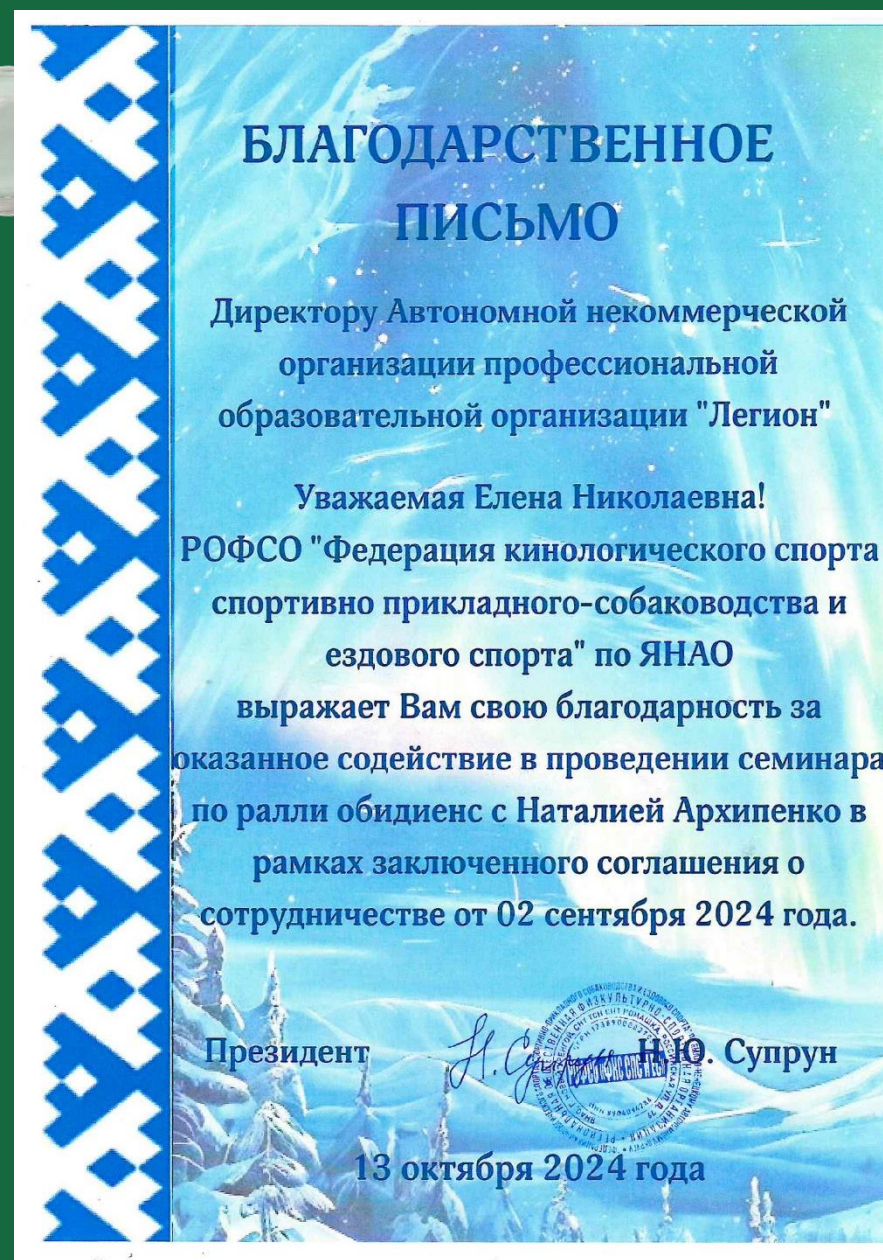 БЛАГОДАРСТВЕННОЕ
ПИСЬМО
Директору Автономной некоммерческой
организации профессиональной
образовательной организации "Легион"
Уважаемая Елена Николаевна!
РОФСО "Федерация кинологического спорта
спортивно прикладного-собаководства и
ездового спорта" по ЯНАО
выражает Вам свою благодарность за
оказанное содействие в проведении семинара
по ралли обидиенс с Наталией Архипенко в
рамках заключенного соглашения о
сотрудничестве от 02 сентября 2024 года.
Президент Н.Ю. Супрун
13 октября 2024 года